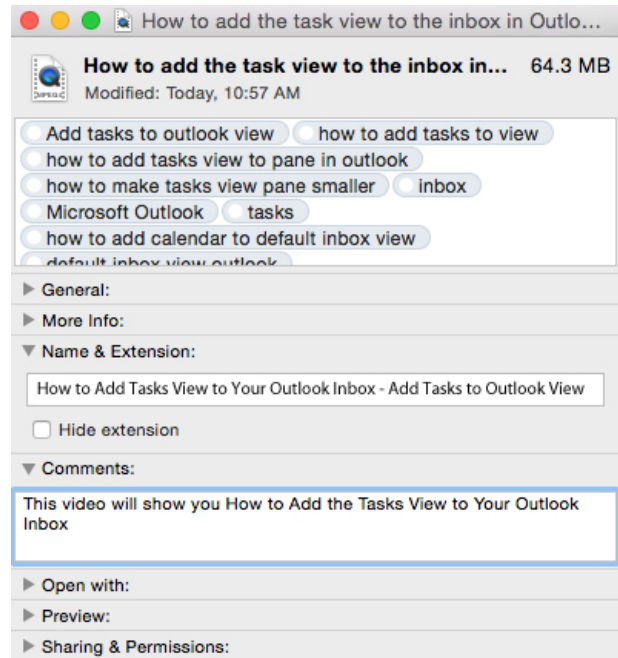 How to add the task view to the inbox in Outlo...
How to add the task view to the inbox in... 64.3 MB
Modified: Today, 10:57 AM
Add tasks to outlook view how to add tasks to view
how to add tasks view to pane in outlook
how to make tasks view pane smaller inbox
Microsoft Outlook tasks
how to add calendar to default inbox view
default inbox view outlook
General:
More Info:
Name & Extension:
How to Add Tasks View to Your Outlook Inbox - Add Tasks to Outlook View
Hide extension
Comments:
This video will show you How to Add the Tasks View to Your Outlook
Inbox
Open with:
Preview:
Sharing & Permissions: